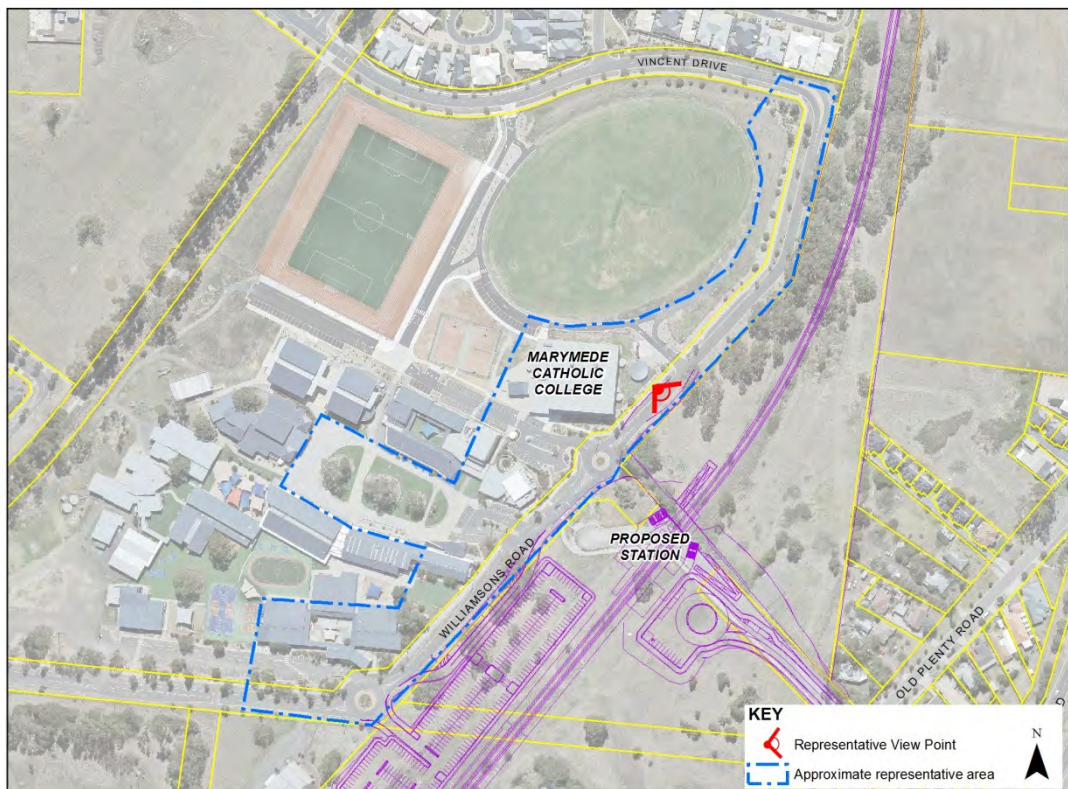 VINCENT DRIVE
MARYMEDE
CATHOLIC
COLLEGE
PROPOSED
STATION
WILLIAMSONS ROAD
OLD PLENTY ROAD
D
KEY
Representative View Point
Approximate representative area
N